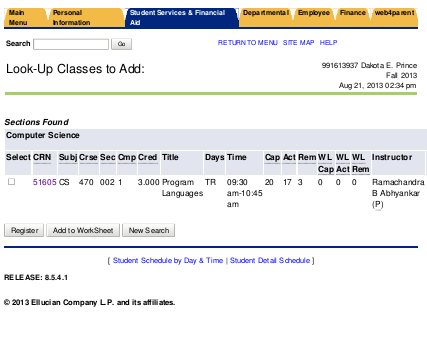 Main Menu
Personal Information
Student Services & Financial Aid
Departmental
Employee
Finance
web4parent
Search Go
RETURN TO MENU SITE MAP HELP
Look-Up Classes to Add:
991613937 Dakota E. Prince
Fall 2013
Aug 21, 2013 02:34 pm
Sections Found
Computer Science
Select CRN Subj Crse Sec Cmp Cred Title Days Time Cap Act Rem WL Cap WL Act WL Rem Instructor
51605 CS 470 002 1 3.000 Program Languages TR 09:30 am-10:45 am 20 17 3 0 0 0 Ramachandra B Abhyankar (P)
Register Add to WorkSheet New Search
[ Student Schedule by Day & Time | Student Detail Schedule ]
RELEASE: 8.5.4.1
© 2013 Ellucian Company L.P. and its affiliates.